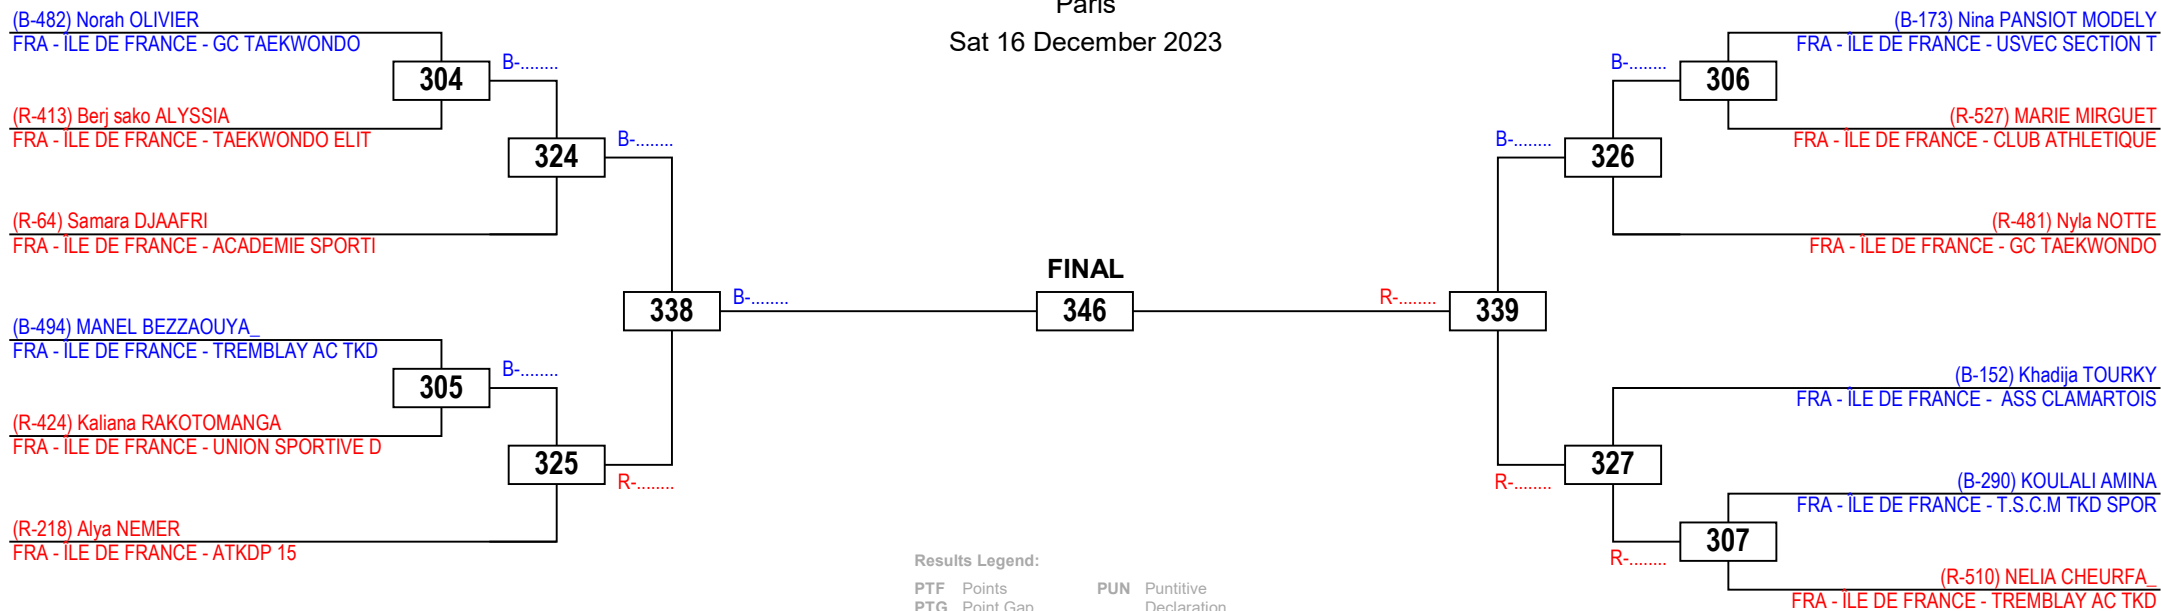 Paris
Sat 16 December 2023
(B-482) Norah OLIVIER
FRA - ÎLE DE FRANCE - GC TAEKWONDO
304
B-........
(R-413) Berj sako ALYSSIA
FRA - ÎLE DE FRANCE - TAEKWONDO ELIT
324
B-........
(R-64) Samara DJAAFRI
FRA - ÎLE DE FRANCE - ACADEMIE SPORTI
338
B-........
(B-494) MANEL BEZZAOUYA_
FRA - ÎLE DE FRANCE - TREMBLAY AC TKD
305
B-........
(R-424) Kaliana RAKOTOMANGA
FRA - ÎLE DE FRANCE - UNION SPORTIVE D
325
R-........
(R-218) Alya NEMER
FRA - ÎLE DE FRANCE - ATKDP 15
FINAL
346
(B-173) Nina PANSIOT MODELY
FRA - ÎLE DE FRANCE - USVEC SECTION T
B-........
306
(R-527) MARIE MIRGUET
FRA - ÎLE DE FRANCE - CLUB ATHLETIQUE
B-........
326
(R-481) Nyla NOTTE
FRA - ÎLE DE FRANCE - GC TAEKWONDO
R-........
339
(B-152) Khadija TOURKY
FRA - ÎLE DE FRANCE -  ASS CLAMARTOIS
327
R-........
(B-290) KOULALI AMINA
FRA - ÎLE DE FRANCE - T.S.C.M TKD SPOR
307
R-........
(R-510) NELIA CHEURFA_
FRA - ÎLE DE FRANCE - TREMBLAY AC TKD
Results Legend:
PTF Points PUN Puntitive
PTG Point Gap Declaration